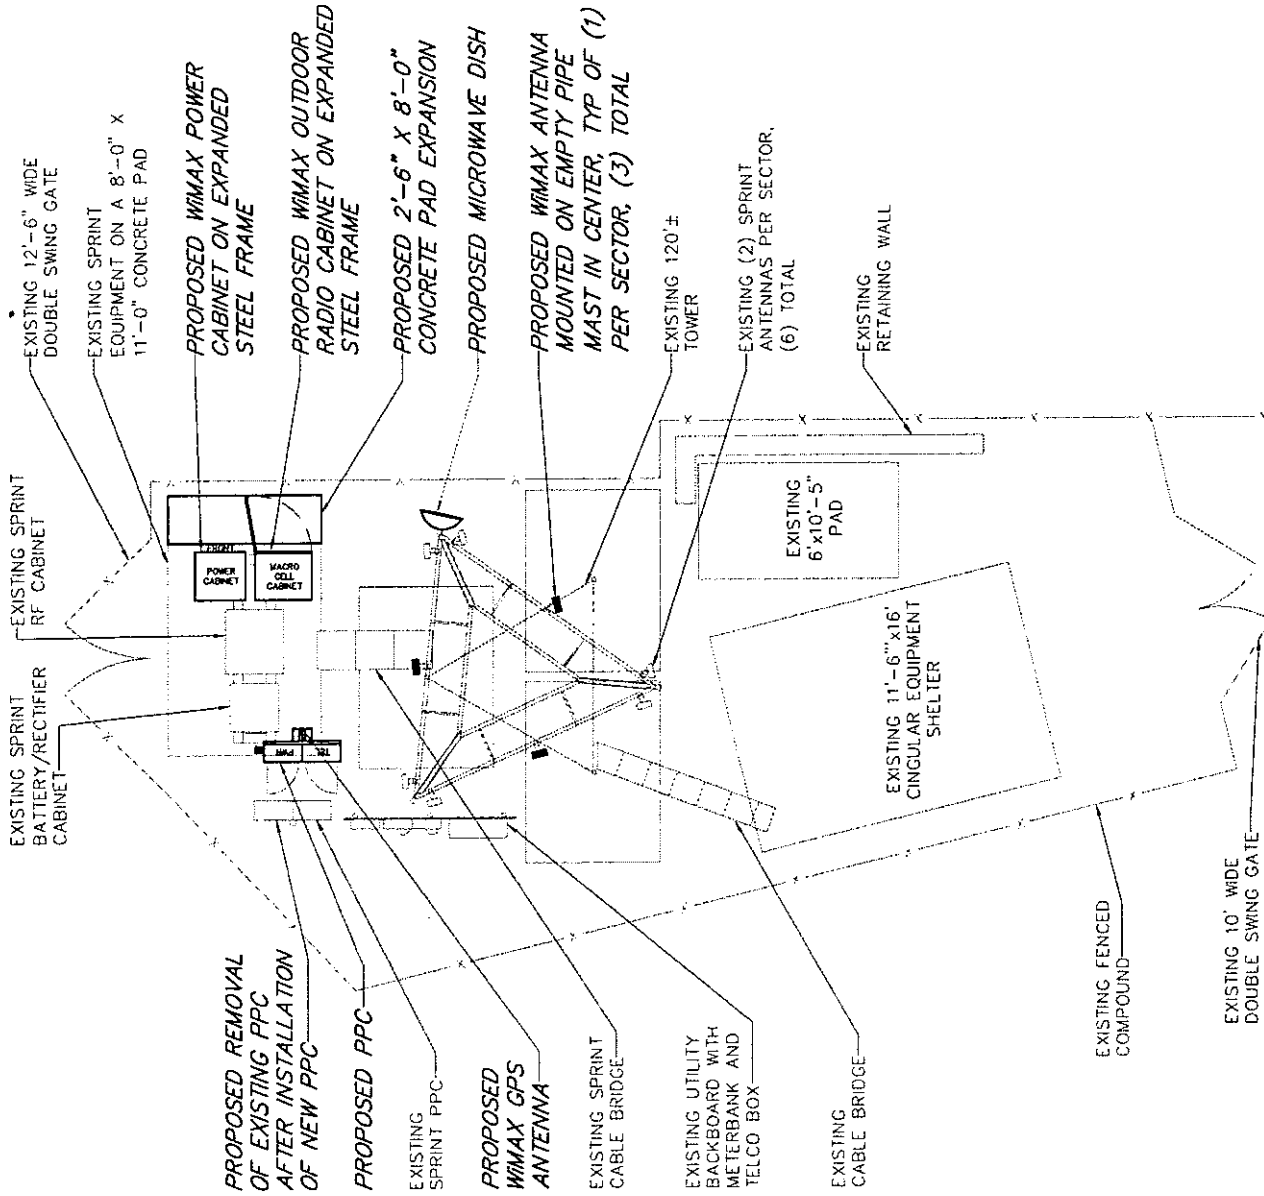 EXISTING 12'-6" WIDE
DOUBLE SWING GATE
EXISTING SPRINT
EQUIPMENT ON A 8'-0" X
11'-0" CONCRETE PAD
PROPOSED WiMAX POWER
CABINET ON EXPANDED
STEEL FRAME
PROPOSED WiMAX OUTDOOR
RADIO CABINET ON EXPANDED
STEEL FRAME
PROPOSED 2'-6" X 8'-0"
CONCRETE PAD EXPANSION
PROPOSED MICROWAVE DISH
PROPOSED WiMAX ANTENNA
MOUNTED ON EMPTY PIPE
MAST IN CENTER, TYP OF (1)
PER SECTOR, (3) TOTAL
EXISTING 120'±
TOWER
EXISTING (2) SPRINT
ANTENNAS PER SECTOR,
(6) TOTAL
EXISTING
RETAINING WALL
EXISTING SPRINT
RF CABINET
EXISTING SPRINT
BATTERY/RECTIFIER
CABINET
FRONT
POWER
CABINET
MACRO
CELL
CABINET
PWR
TEL
EXISTING
6'x10'-5"
PAD
EXISTING 11'-6"x16'
CINGULAR EQUIPMENT
SHELTER
PROPOSED REMOVAL
OF EXISTING PPC
AFTER INSTALLATION
OF NEW PPC
PROPOSED PPC
EXISTING
SPRINT PPC
PROPOSED
WiMAX GPS
ANTENNA
EXISTING SPRINT
CABLE BRIDGE
EXISTING UTILITY
BACKBOARD WITH
METERBANK AND
TELCO BOX
EXISTING
CABLE BRIDGE
EXISTING FENCED
COMPOUND
EXISTING 10' WIDE
DOUBLE SWING GATE